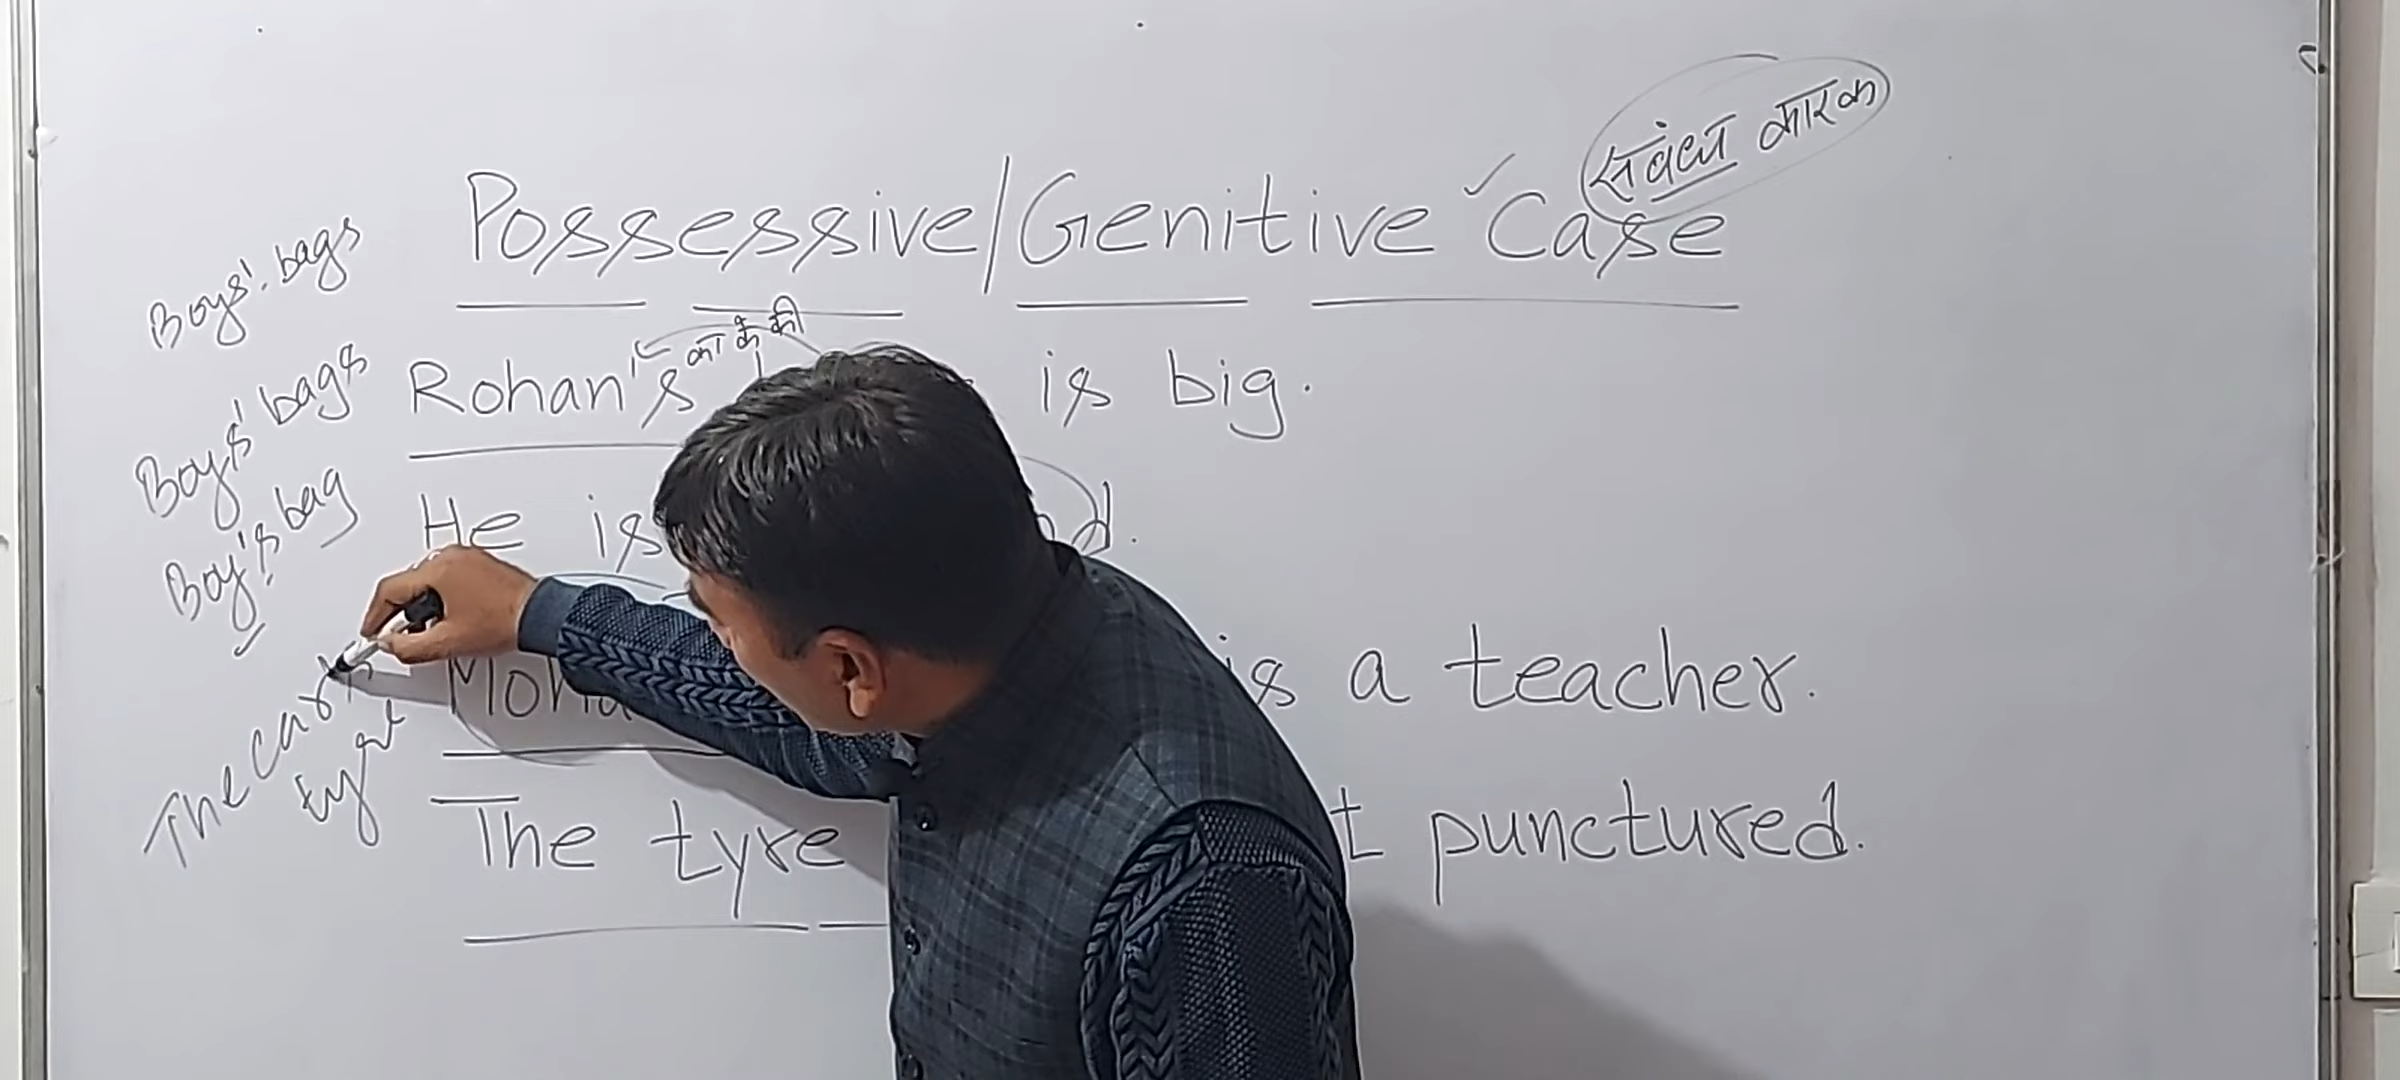 Possessive/Genitive Case
संबंध कारक
का के की
Rohan's is big.
He is
is a teacher.
The tyre punctured.
Boys' bags
Boys' bags
Boy's bag
The car's
tyre